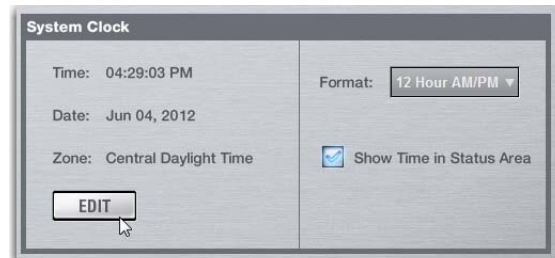 System Clock
Time: 04:29:03 PM
Date: Jun 04, 2012
Zone: Central Daylight Time
EDIT
Format: 12 Hour AM/PM
Show Time in Status Area